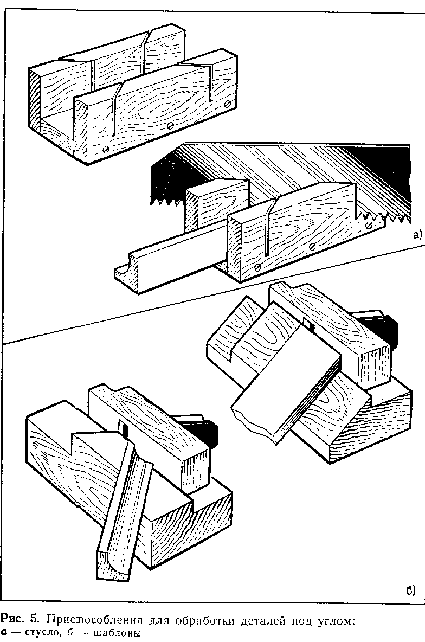 а)
б)
Рис. 5. Приспособления для обработки деталей под углом:
а — стусло, б — шаблоны